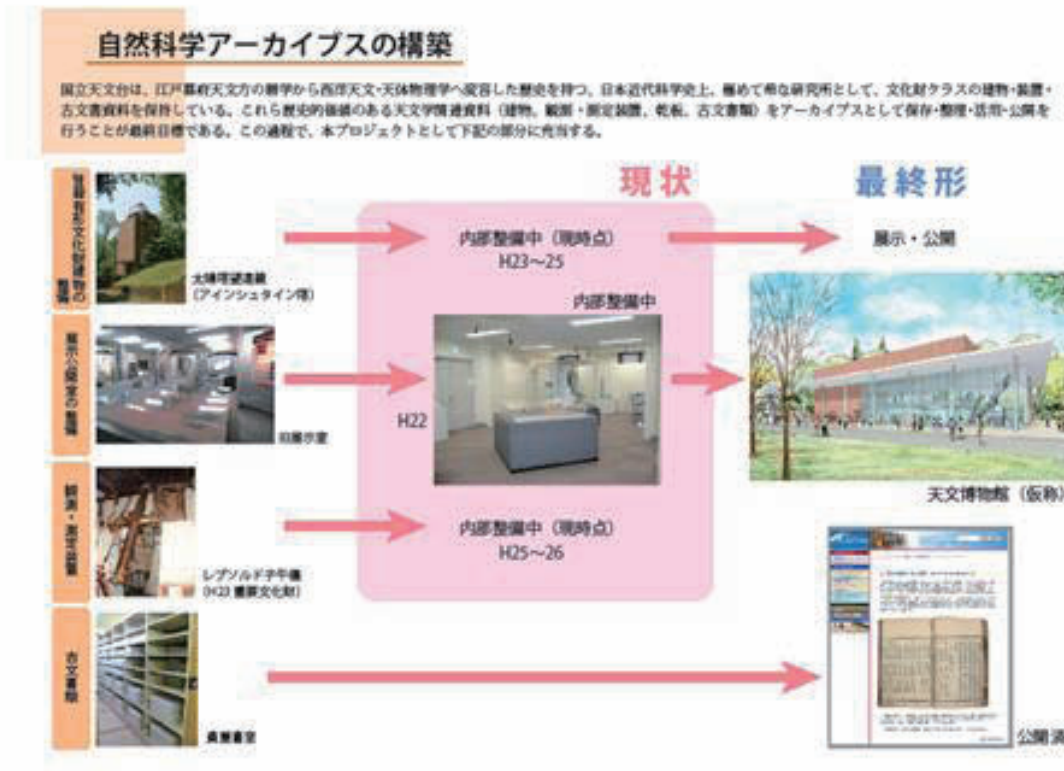 自然科学アーカイブスの構築
国立天文台は、江戸幕府天文方の暦学から西洋天文・天体物理学へ変容した歴史を持つ、日本近代科学史上、極めて稀な研究所として、文化財クラスの建物・装置・
古文書資料を保持している。これら歴史的価値のある天文学関連資料（建物、観測・測定装置、乾板、古文書類）をアーカイブスとして保存・整理・活用・公開を
行うことが最終目標である。この過程で、本プロジェクトとして下記の部分に充当する。
現状
最終形
登録有形文化財建物の
整備
太陽塔望遠鏡
（アインシュタイン塔）
内部整備中（現時点）
H23～25
展示・公開
展示公開室の整備
旧展示室
H22
内部整備中
天文博物館（仮称）
観測・測定装置
レプソルド子午儀
（H23 重要文化財）
内部整備中（現時点）
H25～26
古文書類
貴重書室
公開済